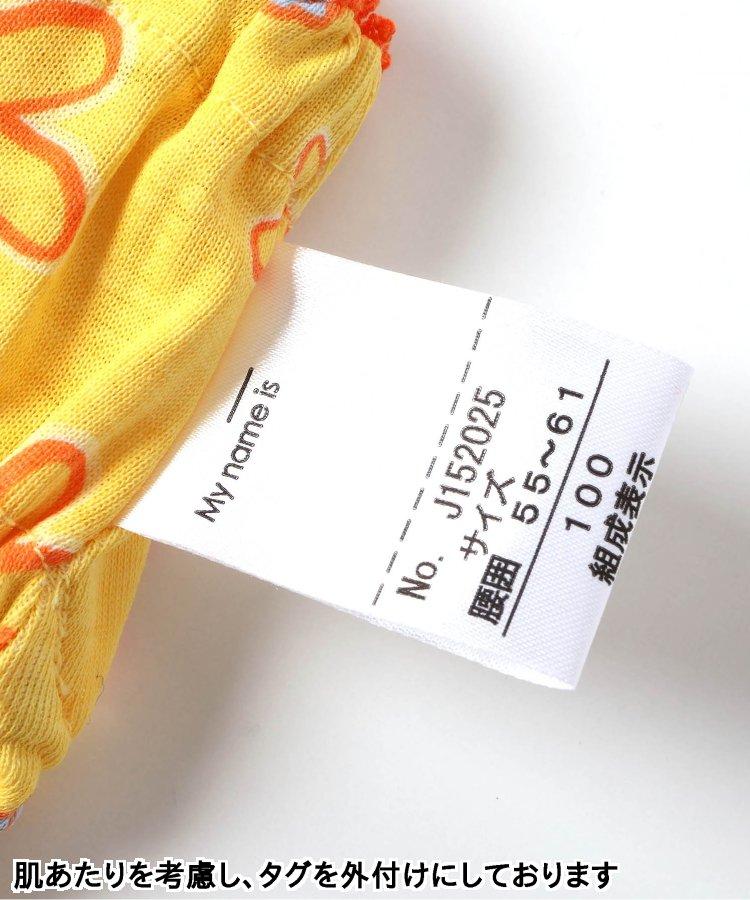 My name is
No. J152025
サイズ
腰囲 55~61
100
組成表示
肌あたりを考慮し、タグを外付けにしております